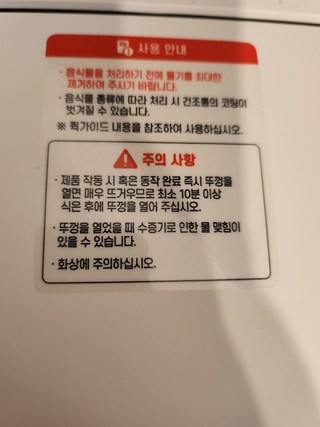 사용 안내
· 음식물을 처리하기 전에 물기를 최대한
제거하여 주시기 바랍니다.
· 음식물 종류에 따라 처리 시 건조통의 코팅이
벗겨질 수 있습니다.
※ 퀵가이드 내용을 참조하여 사용하십시오.
주의 사항
· 제품 작동 시 혹은 동작 완료 즉시 뚜껑을
열면 매우 뜨거우므로 최소 10분 이상
식은 후에 뚜껑을 열어 주십시오.
· 뚜껑을 열었을 때 수증기로 인한 물 맺힘이
있을 수 있습니다.
· 화상에 주의하십시오.